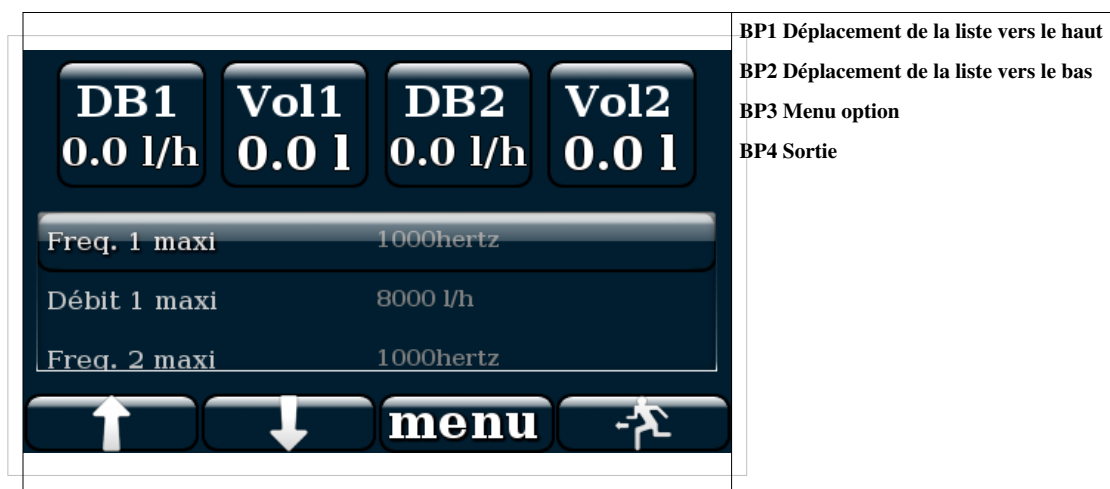 DB1 Vol1 DB2 Vol2
0.0 l/h 0.0 l 0.0 l/h 0.0 l
Freq. 1 maxi 1000hertz
Débit 1 maxi 8000 l/h
Freq. 2 maxi 1000hertz
menu
BP1 Déplacement de la liste vers le haut
BP2 Déplacement de la liste vers le bas
BP3 Menu option
BP4 Sortie